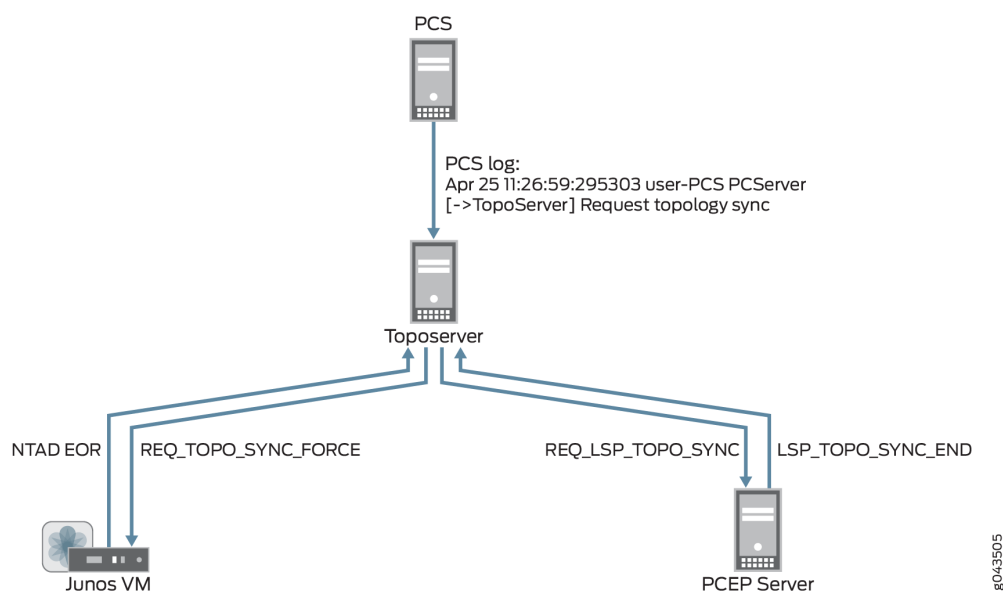 PCS
PCS log:
Apr 25 11:26:59:295303 user-PCS PCServer
[->TopoServer] Request topology sync
Toposerver
NTAD EOR
REQ_TOPO_SYNC_FORCE
REQ_LSP_TOPO_SYNC
LSP_TOPO_SYNC_END
Junos VM
PCEP Server
g043505